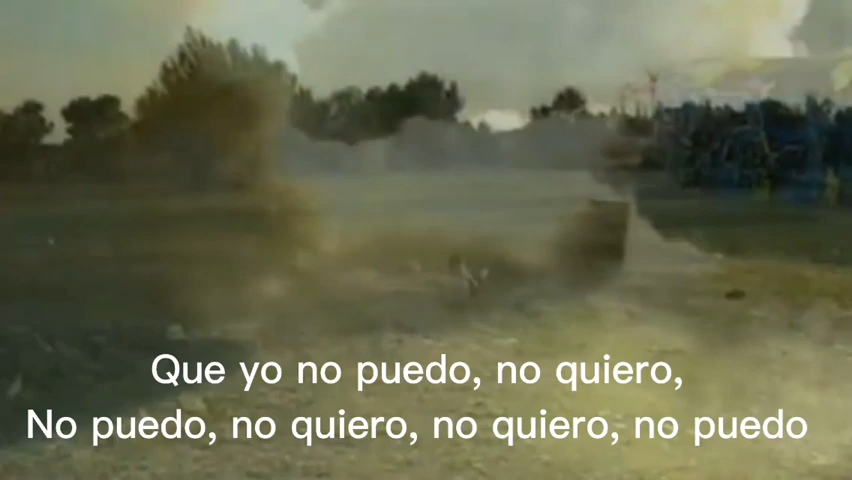 Que yo no puedo, no quiero,
No puedo, no quiero, no quiero, no puedo